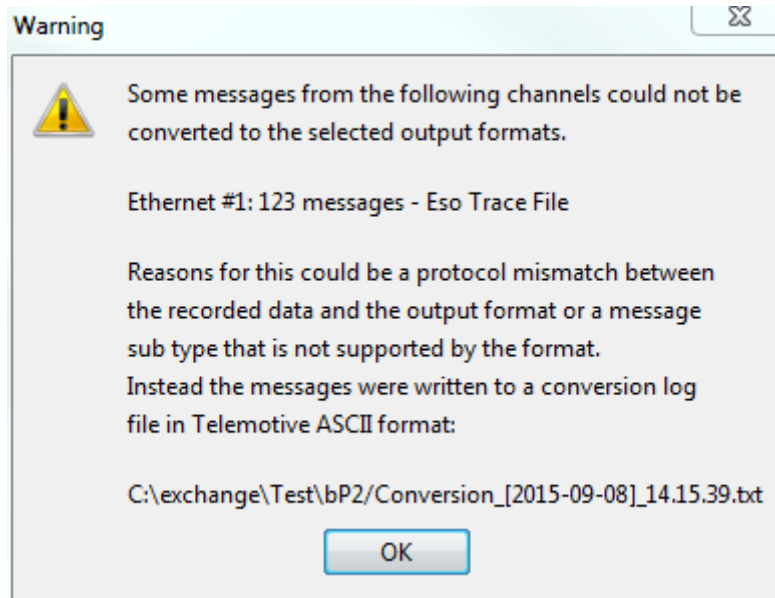 Warning
Some messages from the following channels could not be
converted to the selected output formats.
Ethernet #1: 123 messages - Eso Trace File
Reasons for this could be a protocol mismatch between
the recorded data and the output format or a message
sub type that is not supported by the format.
Instead the messages were written to a conversion log
file in Telemotive ASCII format:
C:\exchange\Test\bP2/Conversion_[2015-09-08]_14.15.39.txt
OK